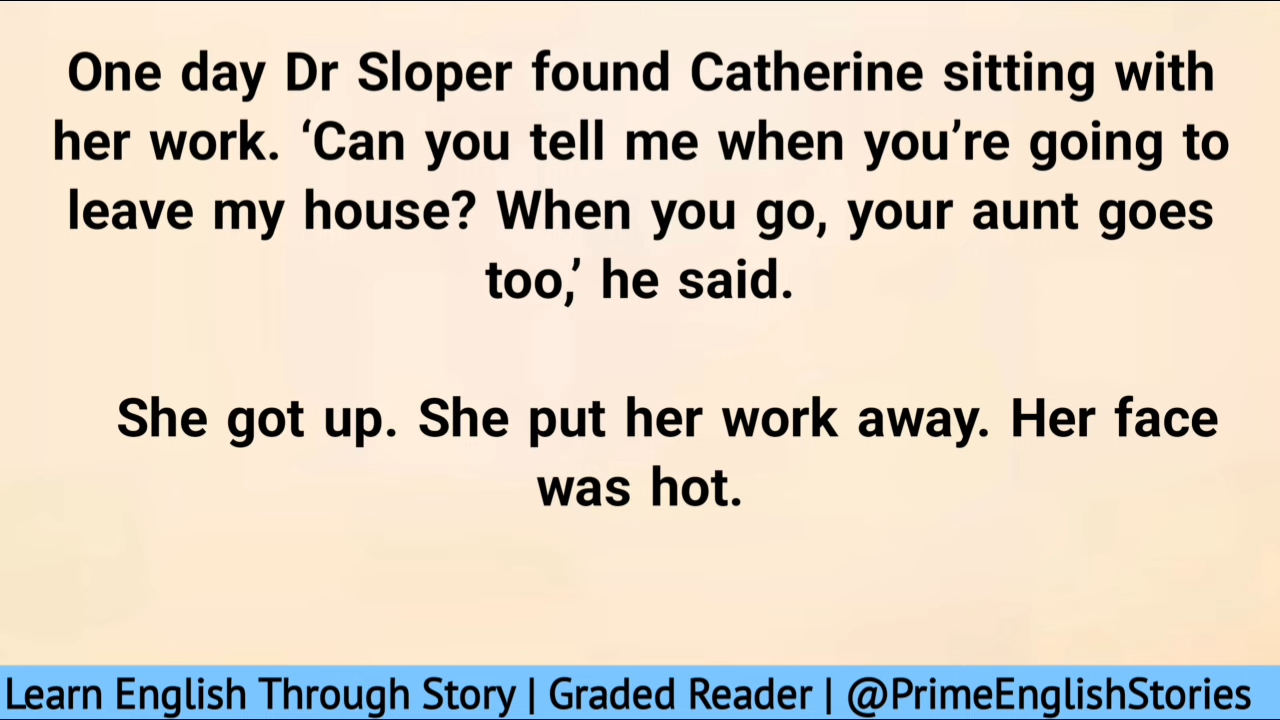 One day Dr Sloper found Catherine sitting with
her work. ‘Can you tell me when you’re going to
leave my house? When you go, your aunt goes
too,’ he said.
She got up. She put her work away. Her face
was hot.
Learn English Through Story | Graded Reader | @PrimeEnglishStories